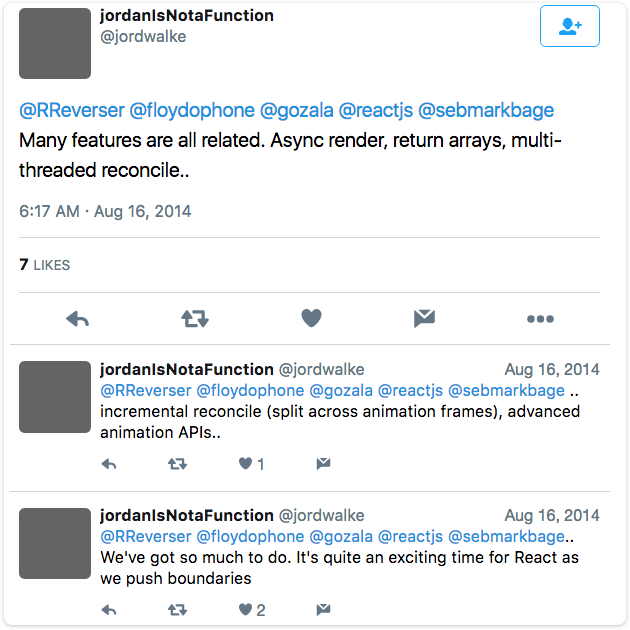 jordanIsNotaFunction
@jordwalke
@RReverser @floydophone @gozala @reactjs @sebmarkbage
Many features are all related. Async render, return arrays, multi-
threaded reconcile..
6:17 AM · Aug 16, 2014
7 LIKES
jordanIsNotaFunction @jordwalke Aug 16, 2014
@RReverser @floydophone @gozala @reactjs @sebmarkbage ..
incremental reconcile (split across animation frames), advanced
animation APIs..
1
jordanIsNotaFunction @jordwalke Aug 16, 2014
@RReverser @floydophone @gozala @reactjs @sebmarkbage..
We've got so much to do. It's quite an exciting time for React as
we push boundaries
2